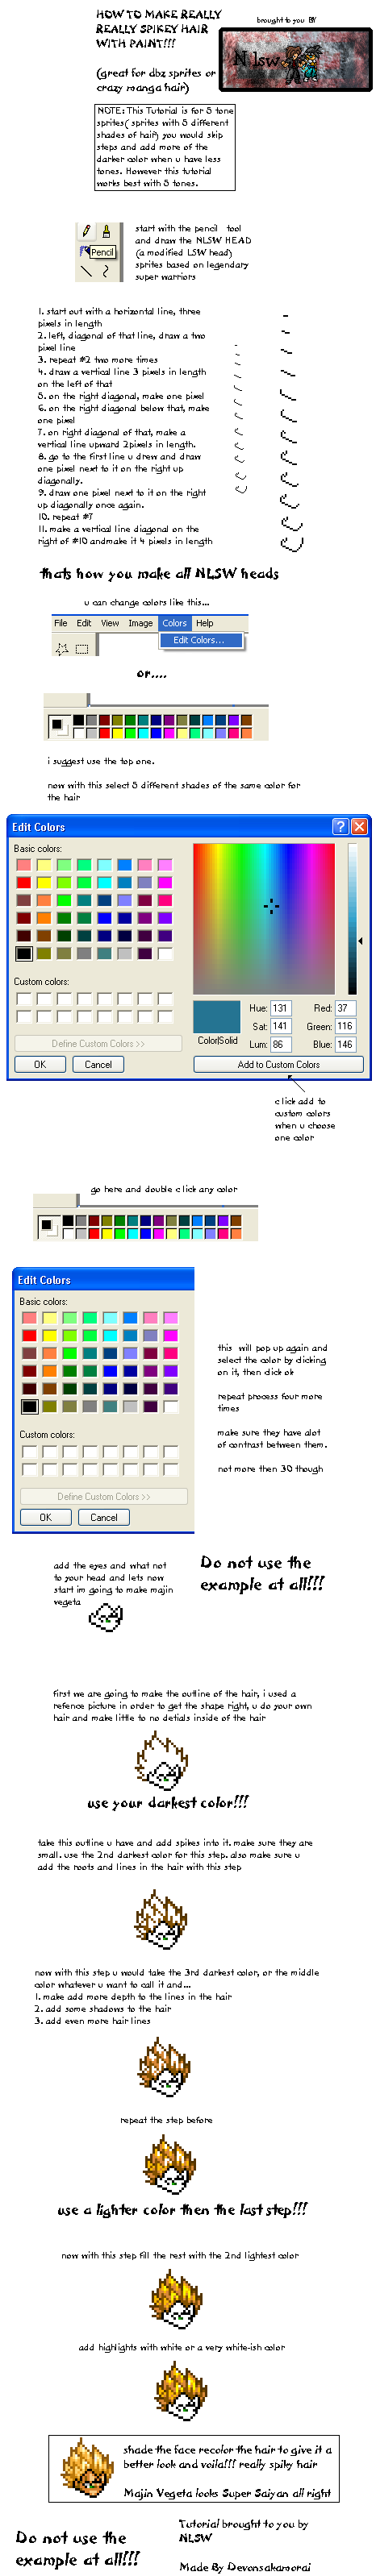 HOW TO MAKE REALLY
REALLY SPIKEY HAIR
WITH PAINT!!!
brought to you BY
N lsw
(great for dbz sprites or
crazy manga hair)
NOTE: This Tutorial is for 5 tone
sprites( sprites with 5 different
shades of hair) you would skip
steps and add more of the
darker color when u have less
tones. However this tutorial
works best with 5 tones.
Pencil
start with the pencil tool
and draw the NLSW HEAD
(a modified LSW head)
sprites based on legendary
super warriors
1. start out with a horizontal line, three
pixels in length
2. left, diagonal of that line, draw a two
pixel line
3. repeat #2 two more times
4. draw a vertical line 3 pixels in length
on the left of that
5. on the right diagonal, make one pixel
6. on the right diagonal below that, make
one pixel
7. on right diagonal of that, make a
vertical line upward 2pixels in length.
8. go to the first line u drew and draw
one pixel next to it on the right up
diagonally.
9. draw one pixel next to it on the right
up diagonally once again.
10. repeat #7
11. make a vertical line diagonal on the
right of #10 andmake it 4 pixels in length
thats how you make all NLSW heads
u can change colors like this...
File Edit View Image Colors Help
Edit Colors...
or....
i suggest use the top one.
now with this select 5 different shades of the same color for
the hair
Edit Colors
Basic colors:
Custom colors:
Define Custom Colors >>
OK Cancel
Color|Solid
Hue: 131 Red: 37
Sat: 141 Green: 116
Lum: 86 Blue: 146
Add to Custom Colors
click add to
custom colors
when u choose
one color
go here and double click any color
Edit Colors
Basic colors:
Custom colors:
Define Custom Colors >>
OK Cancel
this will pop up again and
select the color by clicking
on it, then click ok
repeat process four more
times
make sure they have alot
of contrast between them.
not more then 30 though
add the eyes and what not
to your head and lets now
start im going to make majin
vegeta
Do not use the
example at all!!!
first we are going to make the outline of the hair, i used a
refence picture in order to get the shape right, u do your own
hair and make little to no detials inside of the hair
use your darkest color!!!
take this outline u have and add spikes into it. make sure they are
small. use the 2nd darkest color for this step. also make sure u
add the roots and lines in the hair with this step
now with this step u would take the 3rd darkest color, or the middle
color whatever u want to call it and...
1. make add more depth to the lines in the hair
2. add some shadows to the hair
3. add even more hair lines
repeat the step before
use a lighter color then the last step!!!
now with this step fill the rest with the 2nd lightest color
add highlights with white or a very white-ish color
shade the face recolor the hair to give it a
better look and voila!!! really spiky hair
Majin Vegeta looks Super Saiyan all right
Do not use the
example at all!!!
Tutorial brought to you by
NLSW
Made By Devonsakamorai